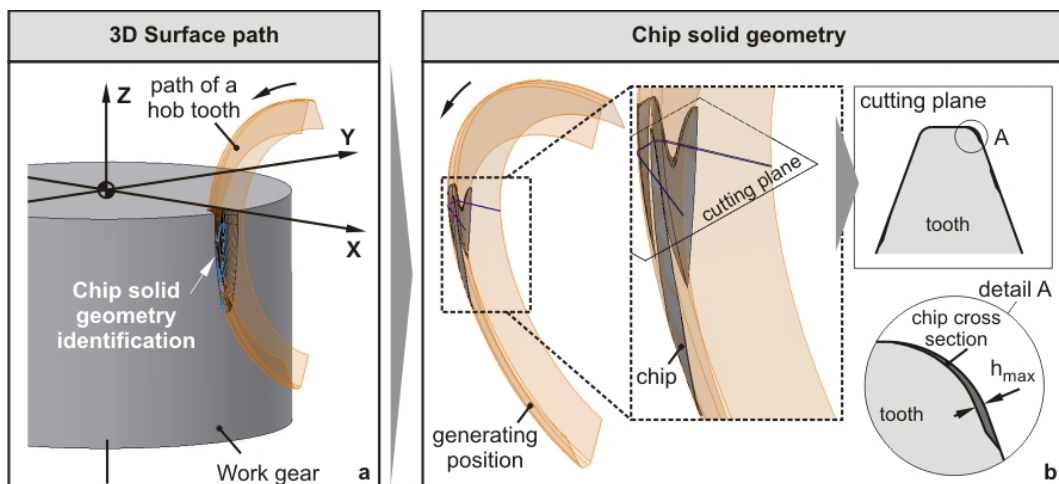 3D Surface path
path of a
hob tooth
Z
Y
X
Chip solid
geometry
identification
Work gear
a
Chip solid geometry
cutting plane
chip
generating
position
cutting plane
A
tooth
detail A
chip cross
section
hmax
tooth
b